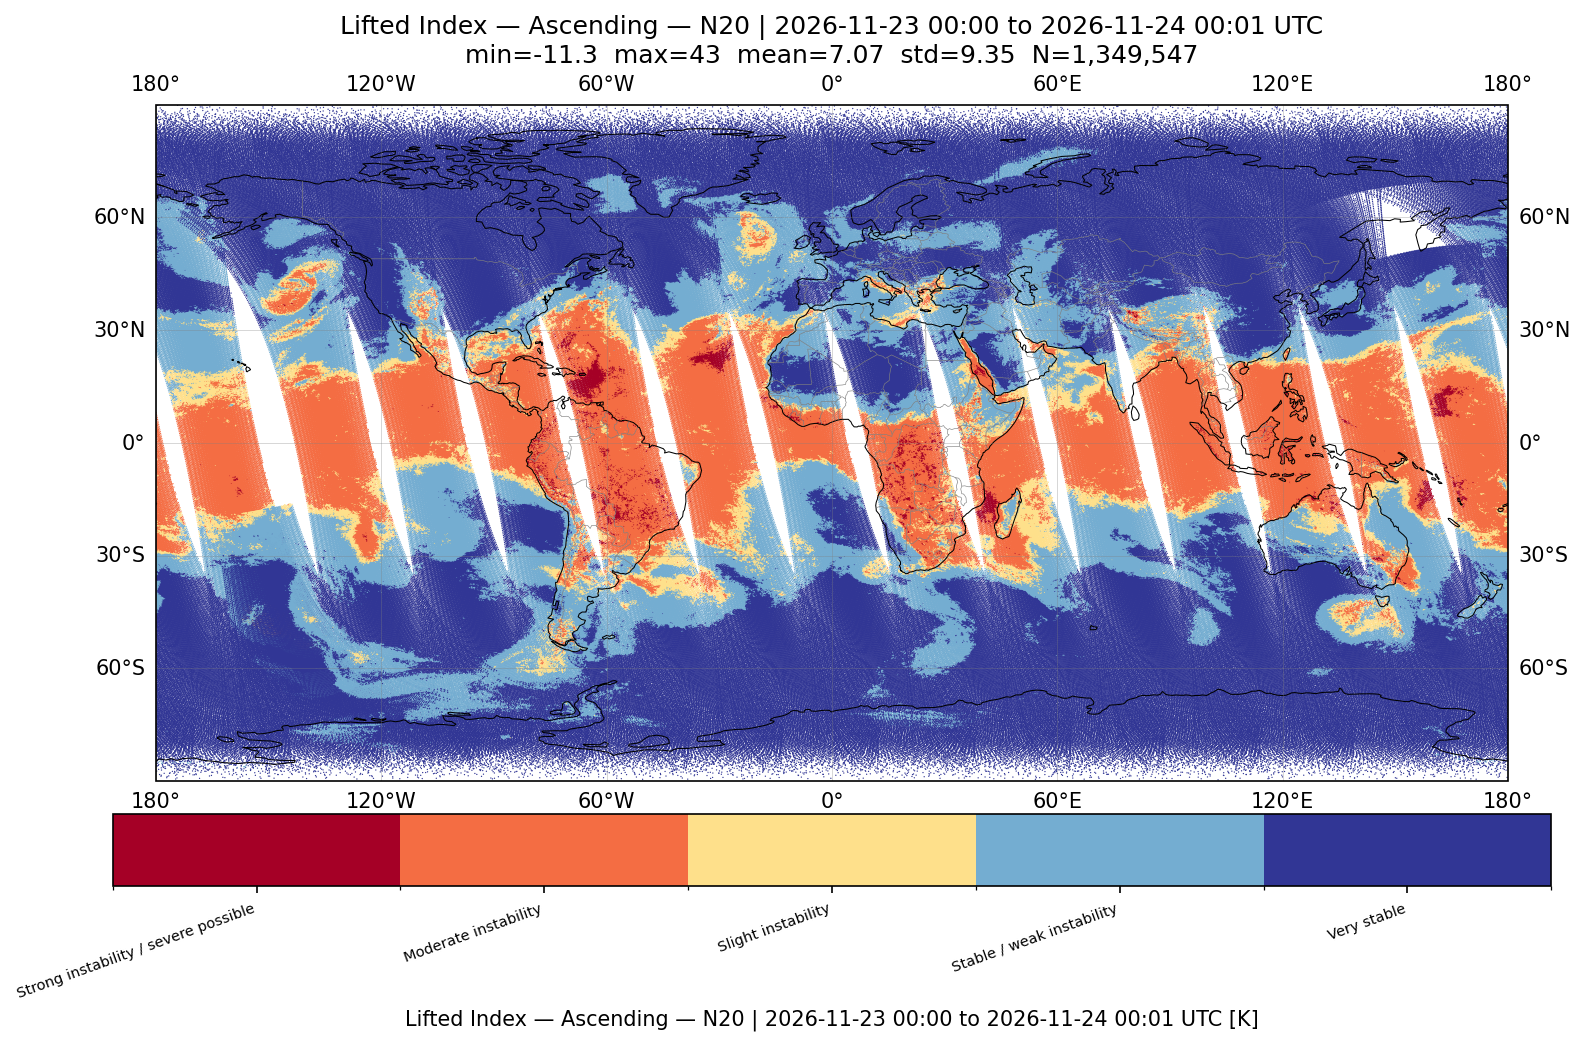 Lifted Index — Ascending — N20 | 2026-11-23 00:00 to 2026-11-24 00:01 UTC
min=-11.3  max=43  mean=7.07  std=9.35  N=1,349,547
180° 120°W 60°W 0° 60°E 120°E 180°
60°N 60°N
30°N 30°N
0° 0°
30°S 30°S
60°S 60°S
180° 120°W 60°W 0° 60°E 120°E 180°
Strong instability / severe possible
Moderate instability
Slight instability
Stable / weak instability
Very stable
Lifted Index — Ascending — N20 | 2026-11-23 00:00 to 2026-11-24 00:01 UTC [K]